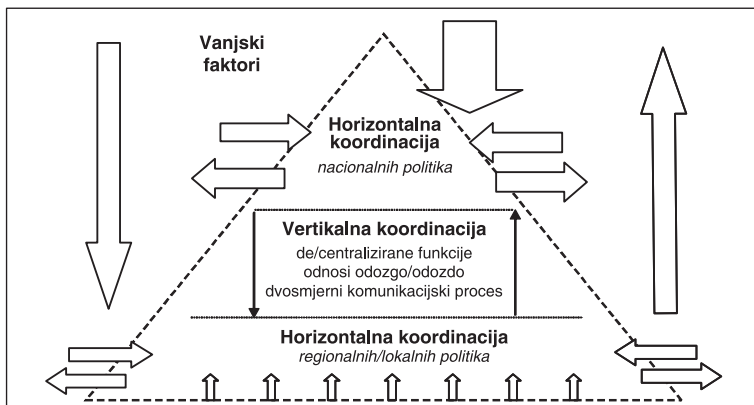 Vanjski
faktori
Horizontalna
koordinacija
nacionalnih politika
Vertikalna koordinacija
de/centralizirane funkcije
odnosi odozgo/odozdo
dvosmjerni komunikacijski proces
Horizontalna koordinacija
regionalnih/lokalnih politika